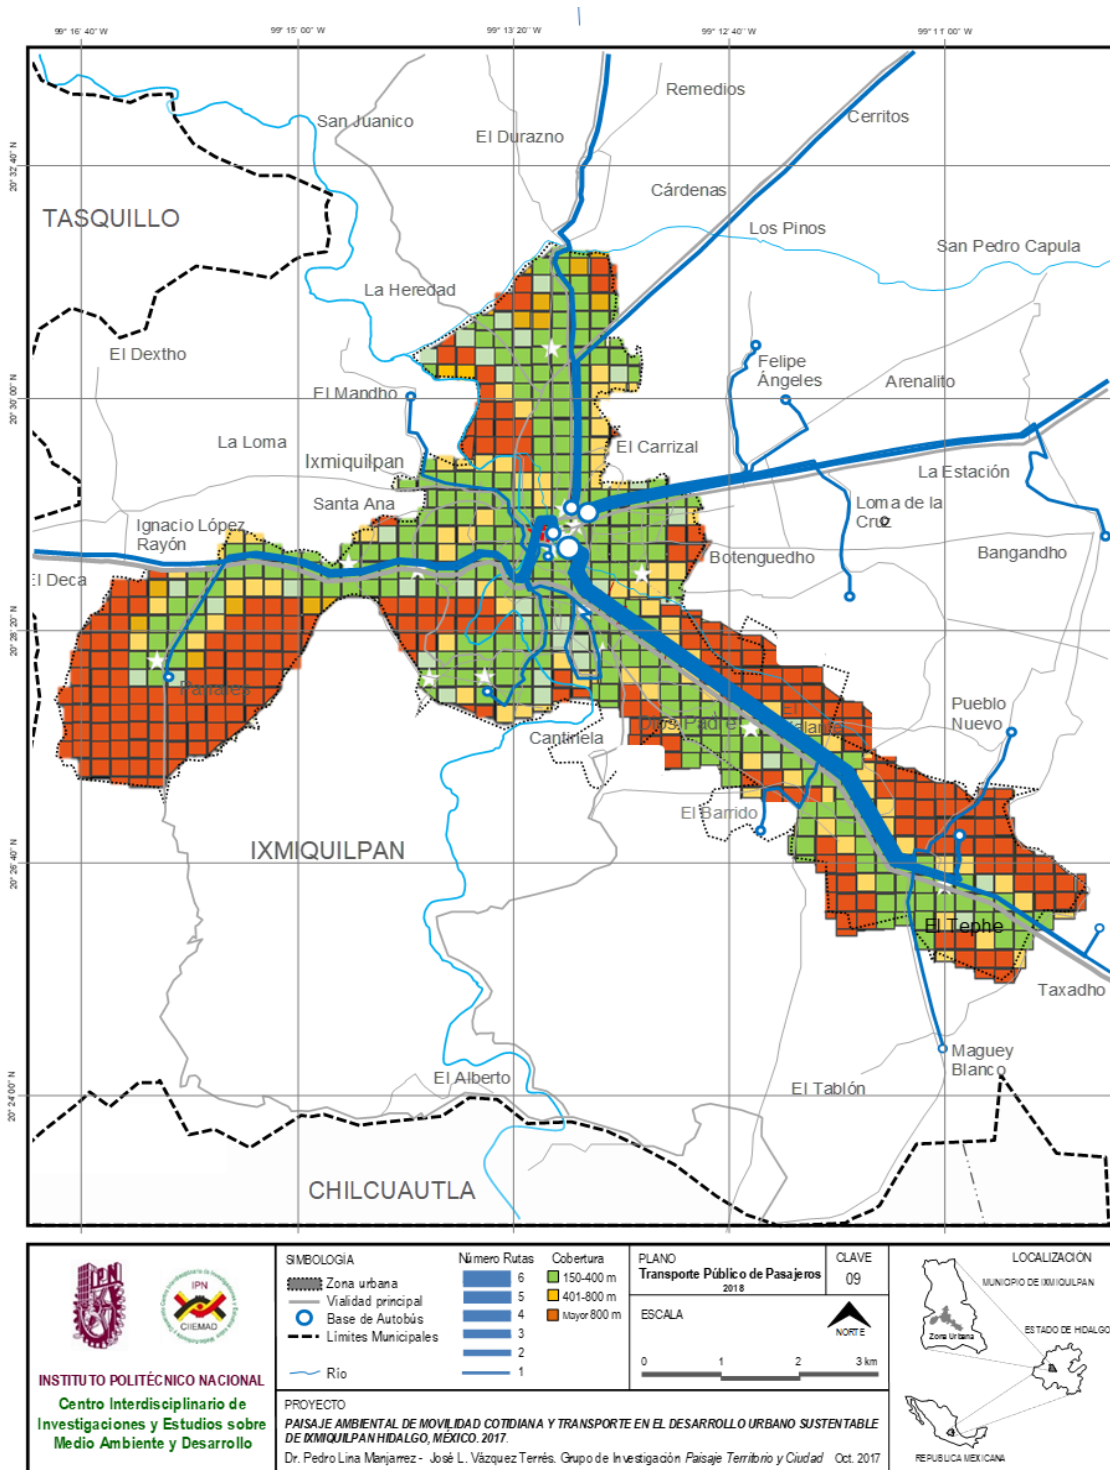 99° 16' 40'' W
99° 15' 00'' W
99° 13' 20'' W
99° 12' 40'' W
99° 11' 00'' W
20° 32' 40'' N
20° 30' 00'' N
20° 28' 20'' N
20° 26' 40'' N
20° 24' 00'' N
Remedios
San Juanico
El Durazno
Cerritos
Cárdenas
TASQUILLO
Los Pinos
San Pedro Capula
La Heredad
El Dextho
Felipe
Ángeles
Arenalito
El Mandho
La Loma
El Carrizal
Ixmiquilpan
La Estación
Santa Ana
Loma de la
Cruz
Ignacio López
Rayón
Botenguedho
Bangandho
El Deca
Panales
Pueblo
Nuevo
Dios Padre
El
Cantinela
El Barrido
IXMIQUILPAN
El Tephe
Taxadho
Maguey
Blanco
El Alberto
El Tablón
CHILCUAUTLA
IPN
IPN
CIIEMAD
INSTITUTO POLITÉCNICO NACIONAL
Centro Interdisciplinario de
Investigaciones y Estudios sobre
Medio Ambiente y Desarrollo
SIMBOLOGÍA
Zona urbana
Vialidad principal
Base de Autobús
Límites Municipales
Río
Número Rutas
6
5
4
3
2
1
Cobertura
150-400 m
401-800 m
Mayor 800 m
PLANO
Transporte Público de Pasajeros
2018
CLAVE
09
ESCALA
NORTE
0 1 2 3 km
PROYECTO
PAISAJE AMBIENTAL DE MOVILIDAD COTIDIANA Y TRANSPORTE EN EL DESARROLLO URBANO SUSTENTABLE
DE IXMIQUILPAN HIDALGO, MÉXICO. 2017.
Dr. Pedro Lina Manjarrez - José L. Vázquez Terrés. Grupo de Investigación Paisaje Territorio y Ciudad Oct. 2017
LOCALIZACIÓN
MUNICIPIO DE IXMIQUILPAN
Zona Urbana
ESTADO DE HIDALGO
REPUBLICA MEXICANA